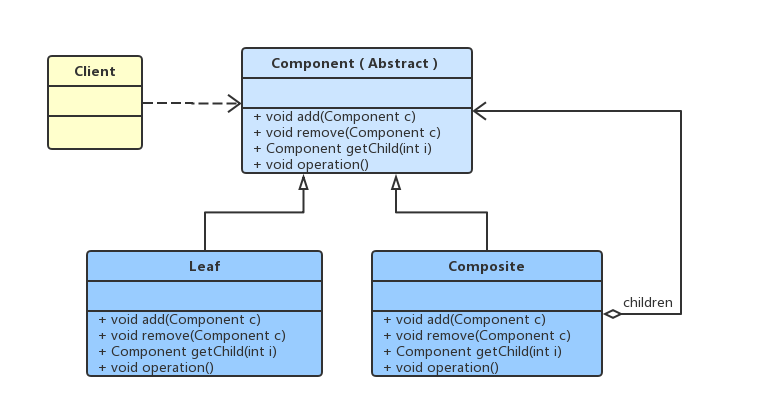 Client
Component ( Abstract )
+ void add(Component c)
+ void remove(Component c)
+ Component getChild(int i)
+ void operation()
Leaf
+ void add(Component c)
+ void remove(Component c)
+ Component getChild(int i)
+ void operation()
Composite
+ void add(Component c)
+ void remove(Component c)
+ Component getChild(int i)
+ void operation()
children